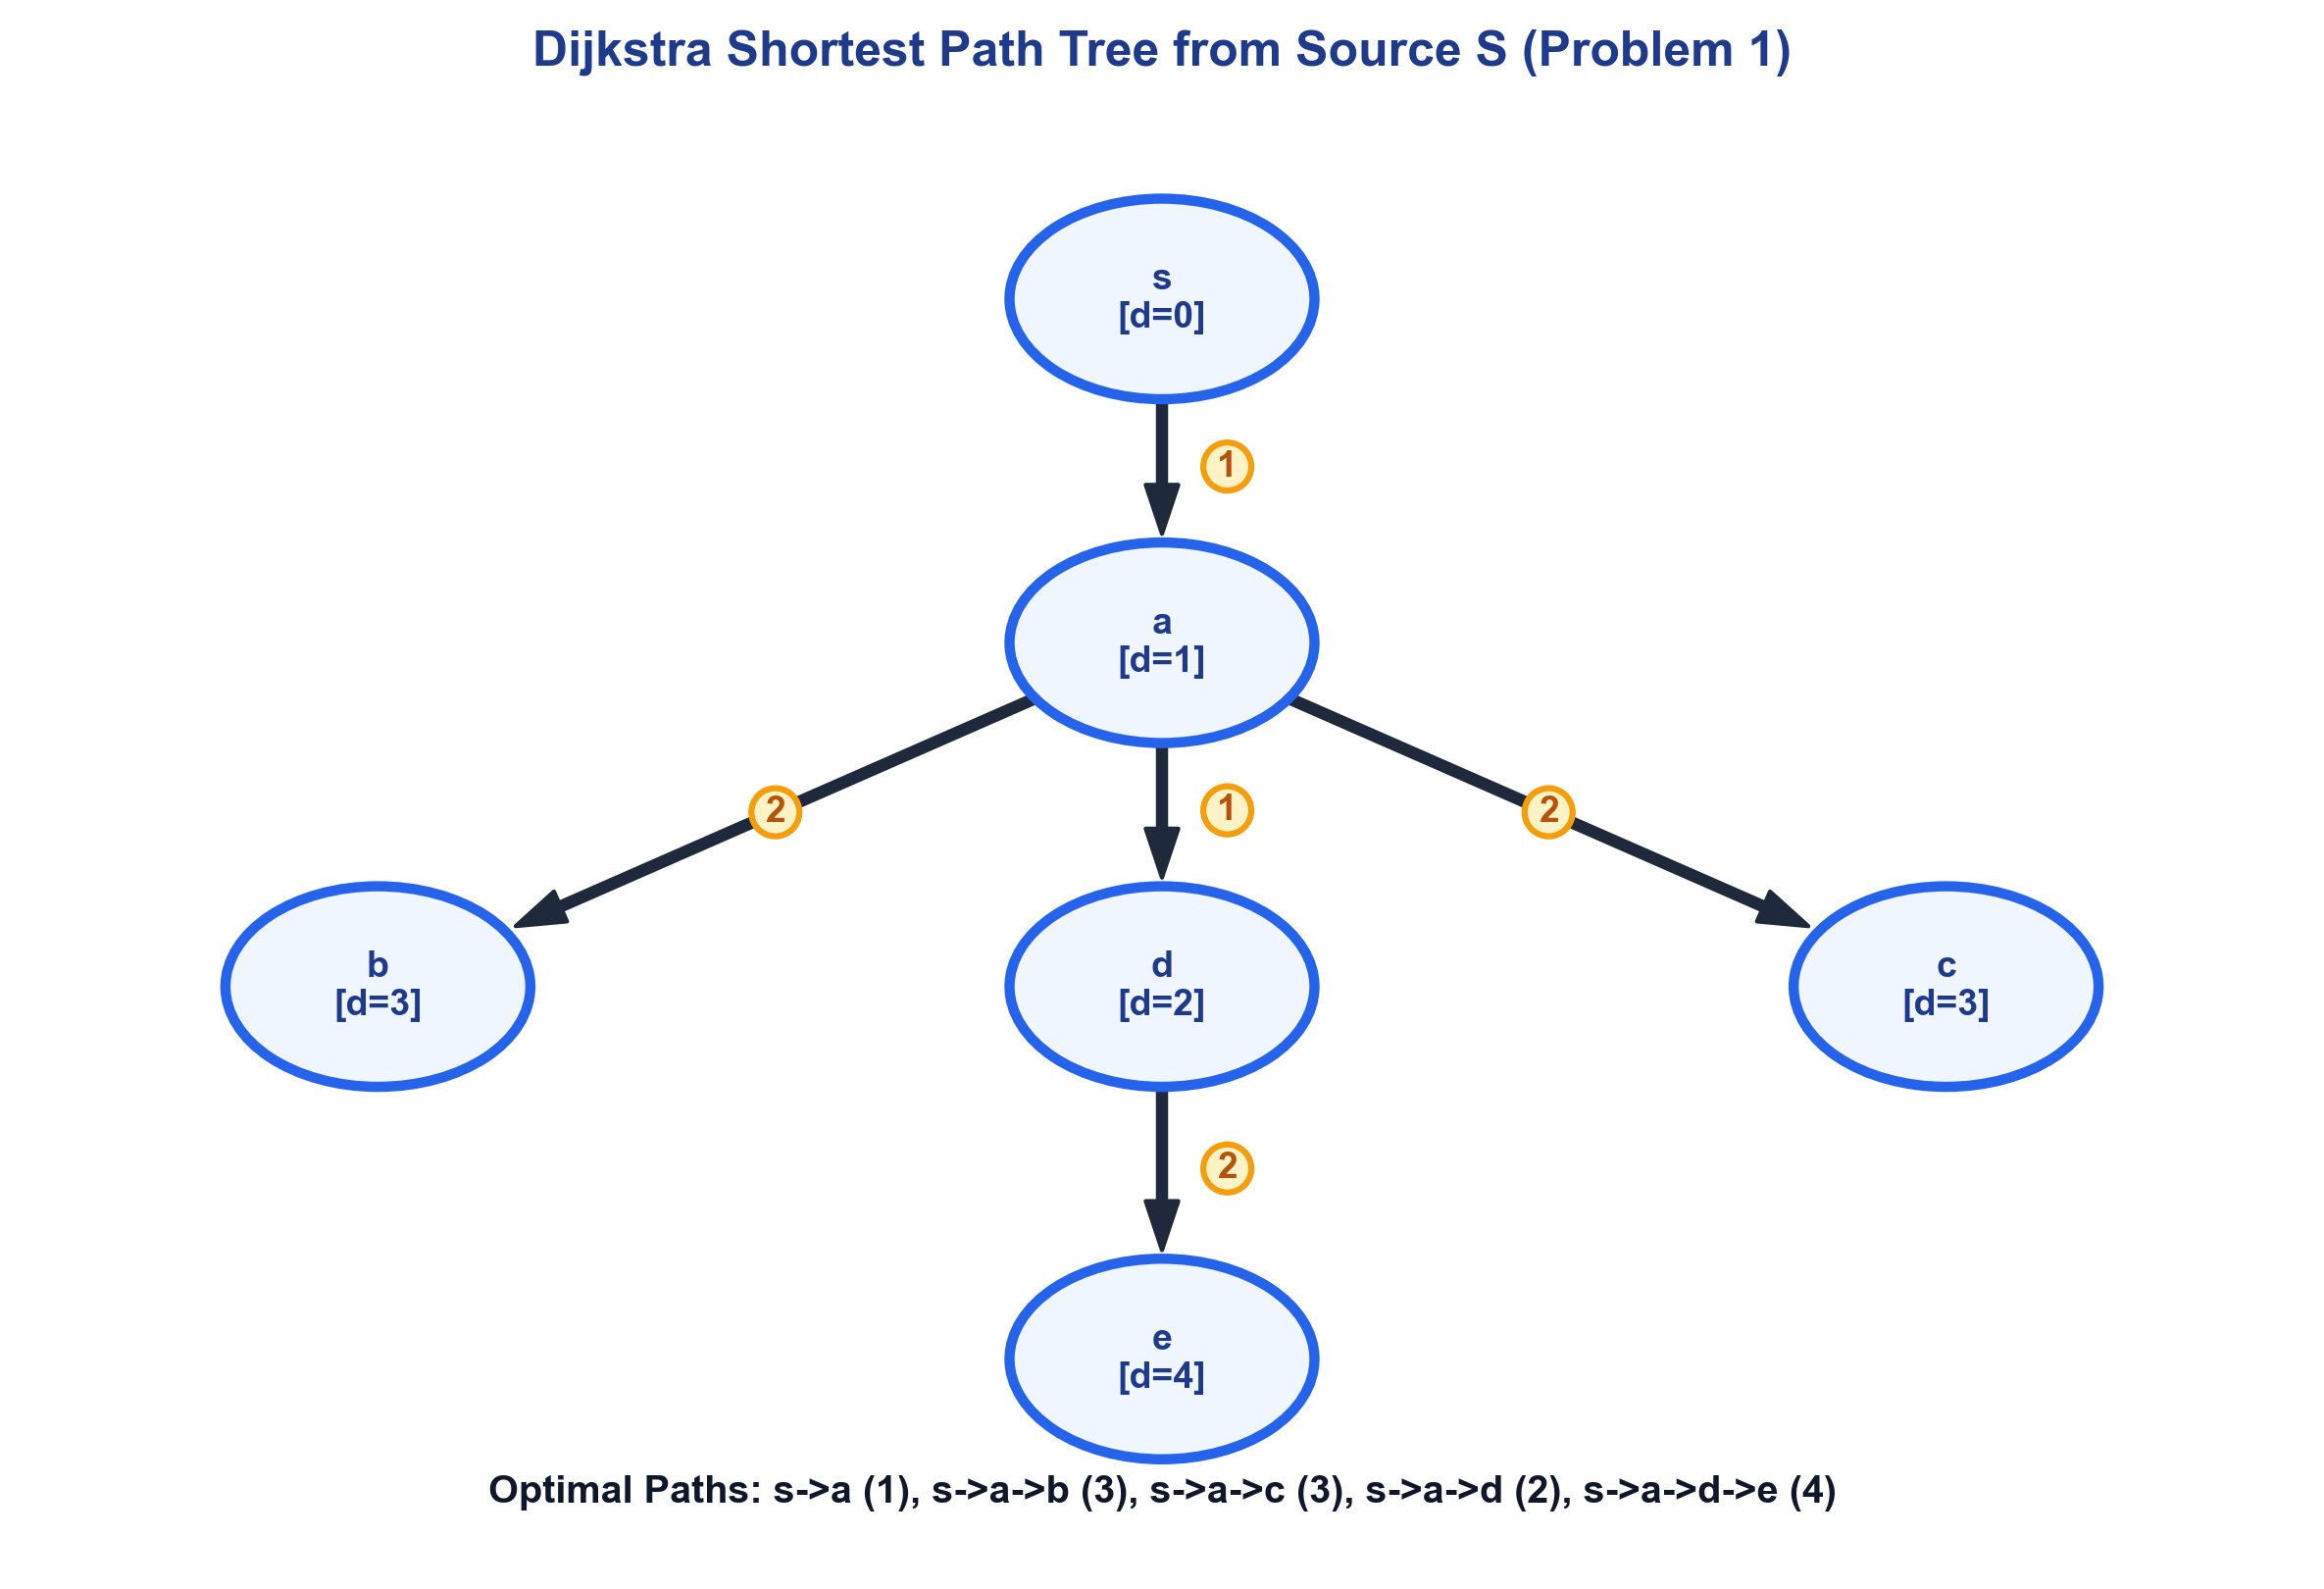 Dijkstra Shortest Path Tree from Source S (Problem 1)
s
[d=0]
1
a
[d=1]
2
1
2
b
[d=3]
d
[d=2]
c
[d=3]
2
e
[d=4]
Optimal Paths: s->a (1), s->a->b (3), s->a->c (3), s->a->d (2), s->a->d->e (4)